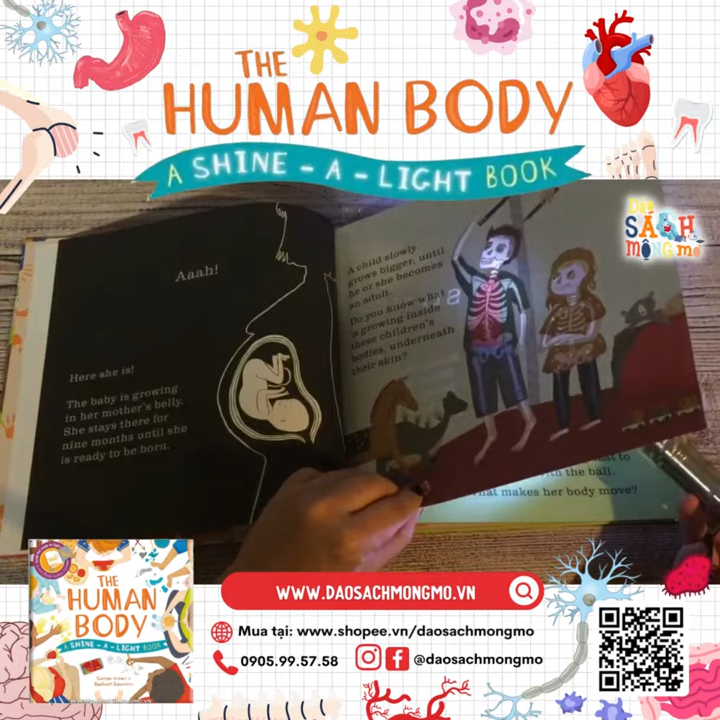 THE
HUMAN BODY
A SHINE - A - LIGHT BOOK
Đảo
SÁCH
mộng mơ
Aaah!
Here she is!
The baby is growing
in her mother's belly.
She stays there for
nine months until she
is ready to be born.
A child slowly
grows bigger, until
he or she becomes
an adult.
Do you know what
is growing inside
these children's
bodies, underneath
their skin?
to
the ball.
What makes her body move?
THE
HUMAN
BODY
A SHINE - A - LIGHT BOOK
WWW.DAOSACHMONGMO.VN
Mua tại: www.shopee.vn/daosachmongmo
0905.99.57.58
@daosachmongmo